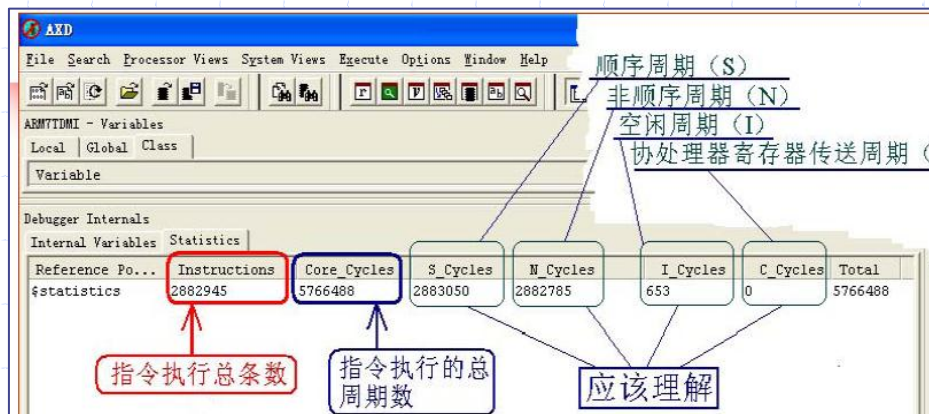 AXD
File Search Processor Views System Views Execute Options Window Help
顺序周期（S）
非顺序周期（N）
空闲周期（I）
协处理器寄存器传送周期（
ARM7TDMI - Variables
Local Global Class
Variable
Debugger Internals
Internal Variables Statistics
Reference Po... Instructions Core_Cycles S_Cycles N_Cycles I_Cycles C_Cycles Total
$statistics 2882945 5766488 2883050 2882785 653 0 5766488
指令执行总条数
指令执行的总
周期数
应该理解